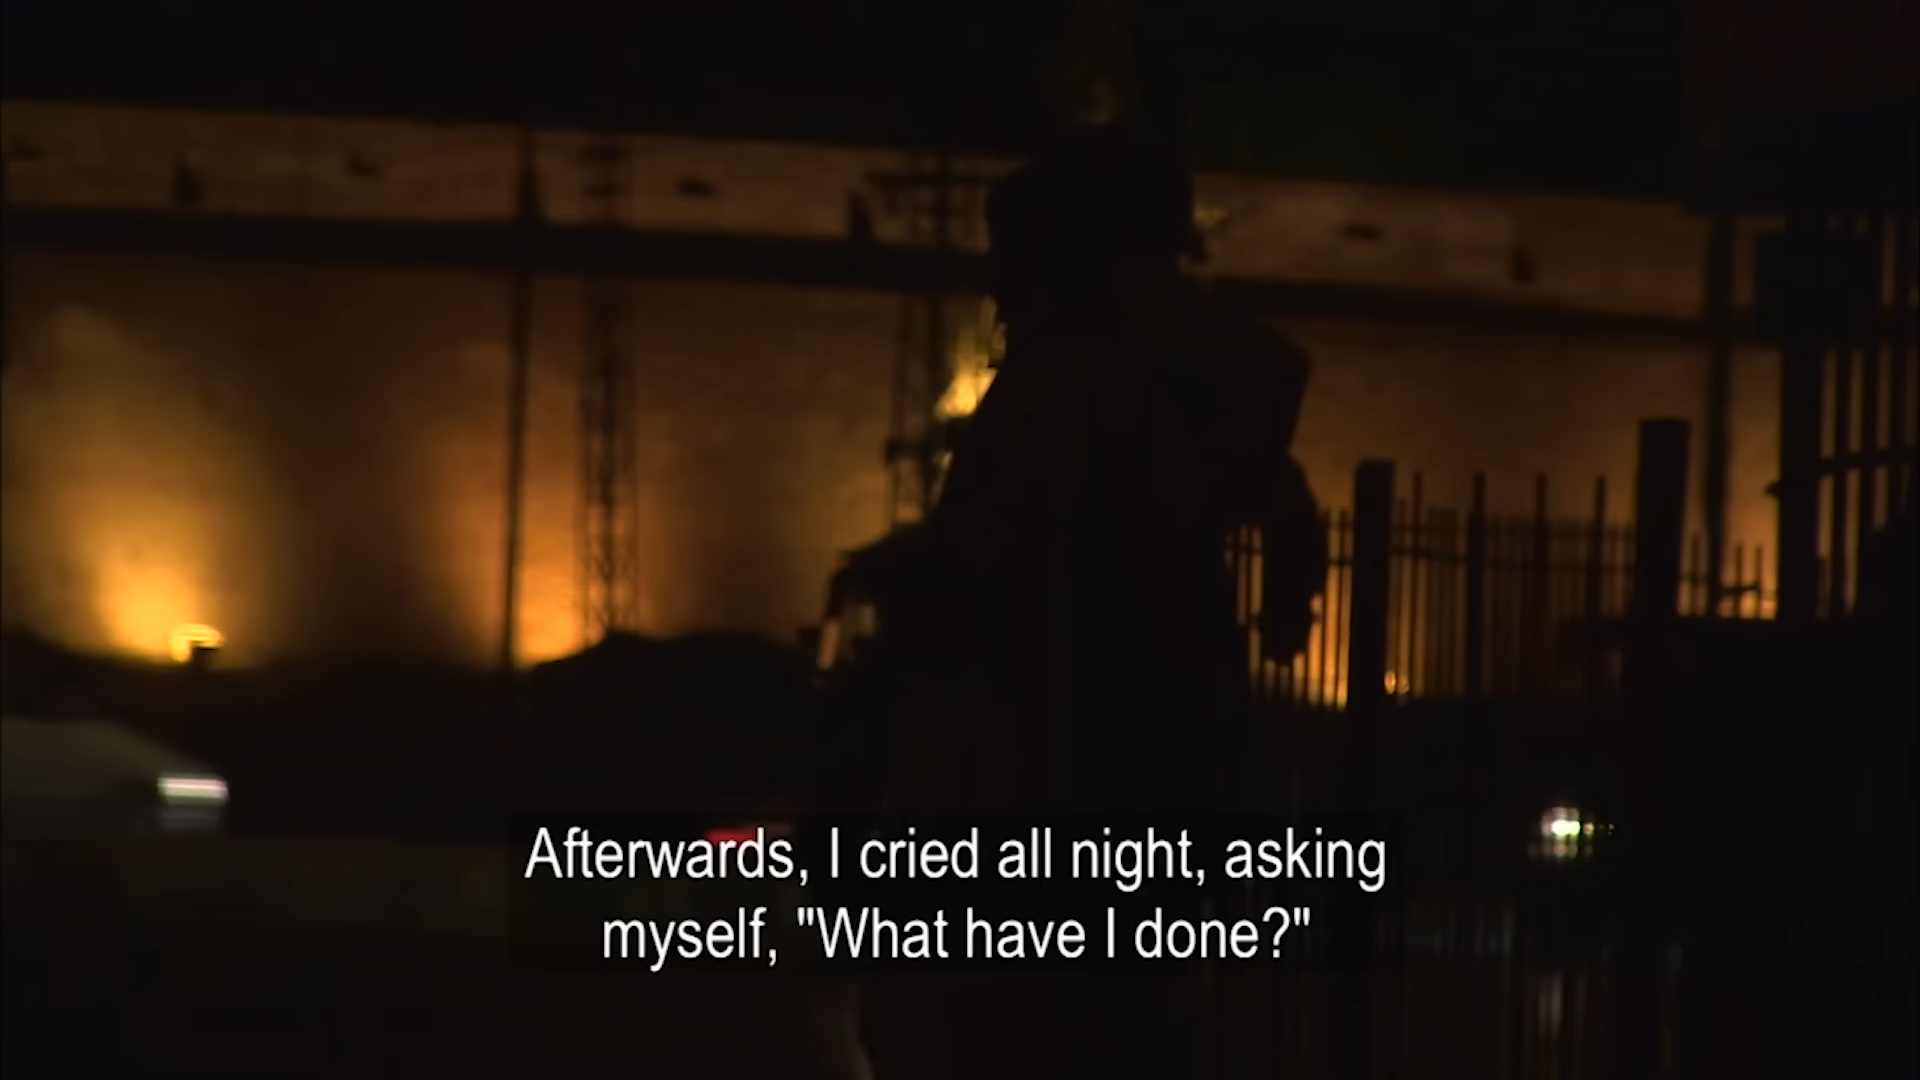 Afterwards, I cried all night, asking
myself, "What have I done?"